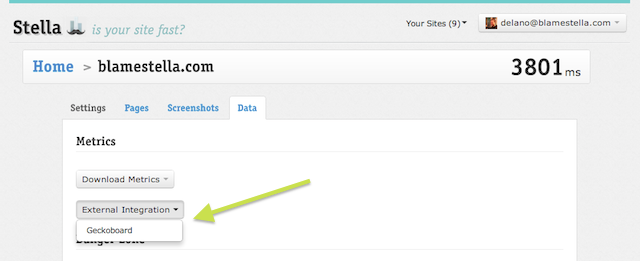 Stella is your site fast?
Your Sites (9)
delano@blamestella.com
Home > blamestella.com
3801ms
Settings Pages Screenshots Data
Metrics
Download Metrics
External Integration
Geckoboard
Danger Zone